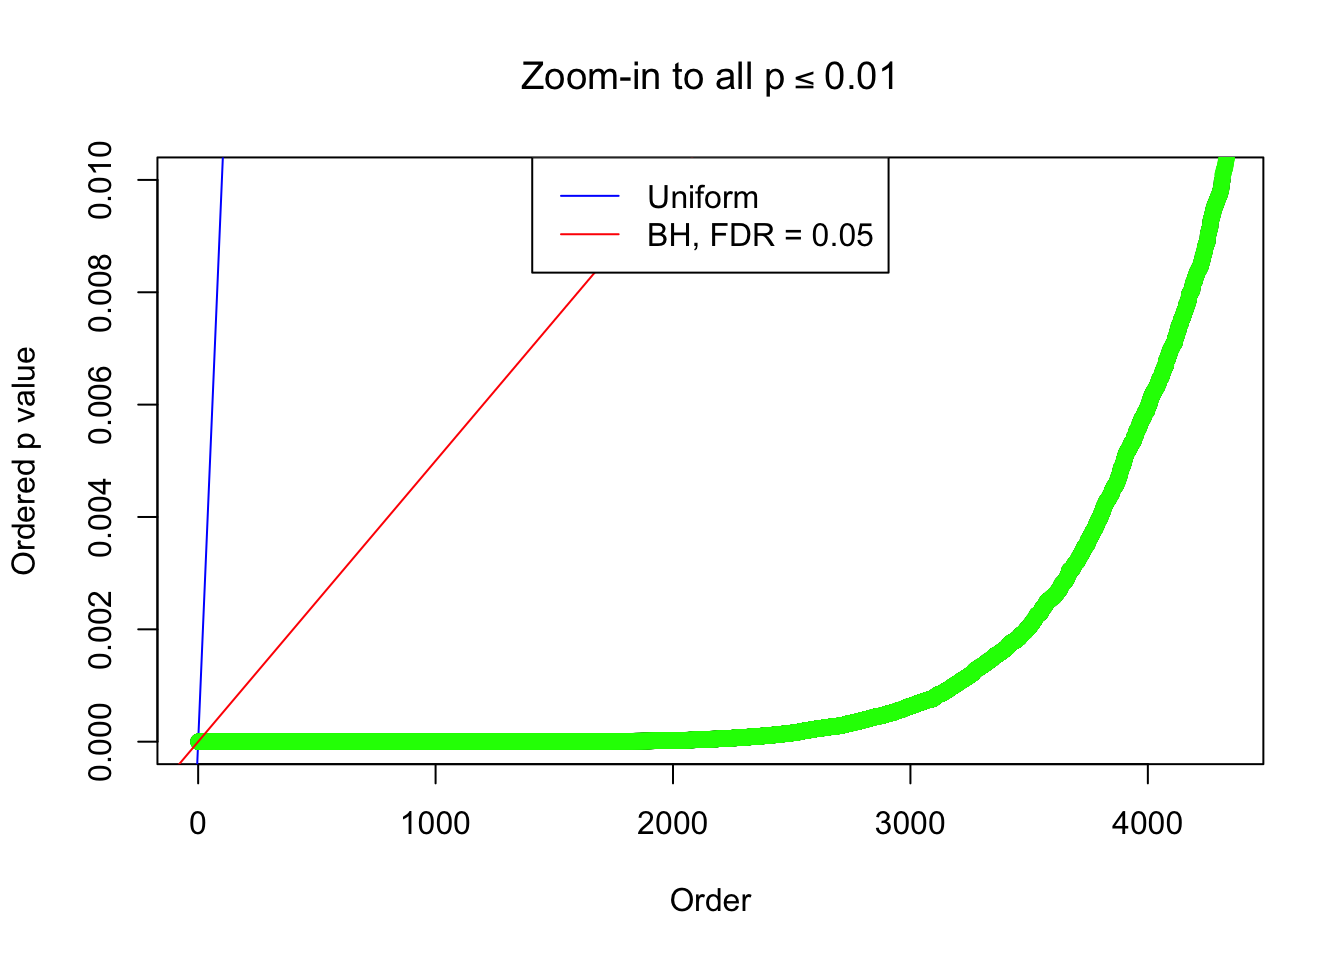 Zoom-in to all p ≤ 0.01
Uniform
BH, FDR = 0.05
Ordered p value
0.010
0.008
0.006
0.004
0.002
0.000
0
1000
2000
3000
4000
Order